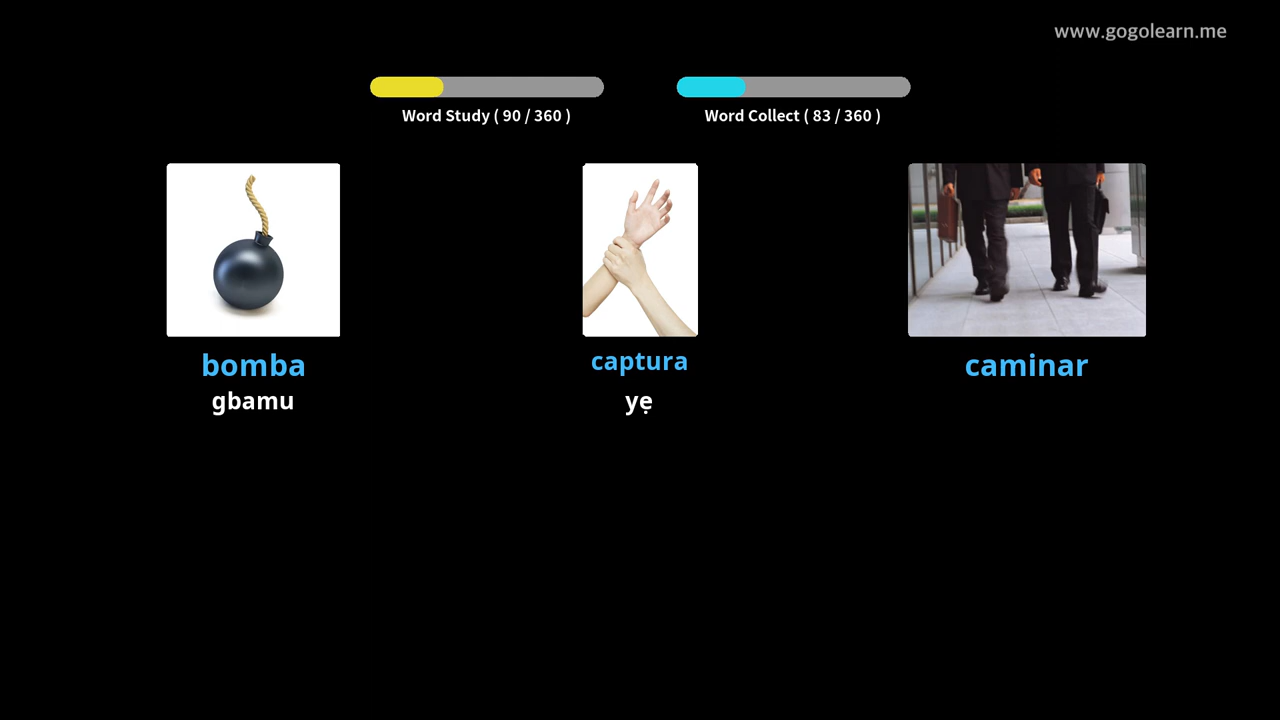 www.gogolearn.me
Word Study ( 90 / 360 )
Word Collect ( 83 / 360 )
bomba
gbamu
captura
yẹ
caminar